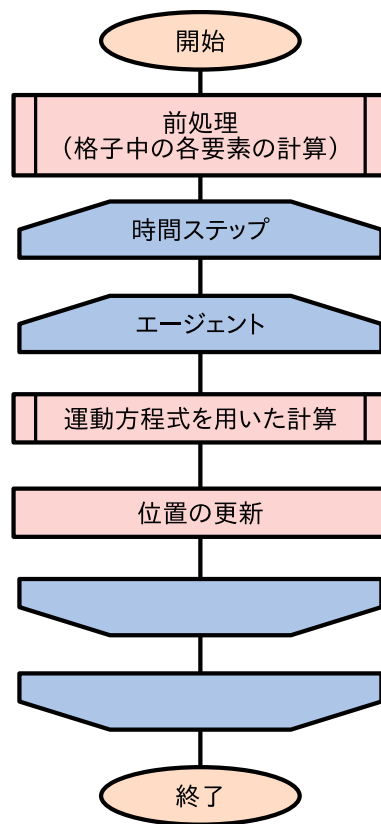 開始
前処理
（格子中の各要素の計算）
時間ステップ
エージェント
運動方程式を用いた計算
位置の更新
終了